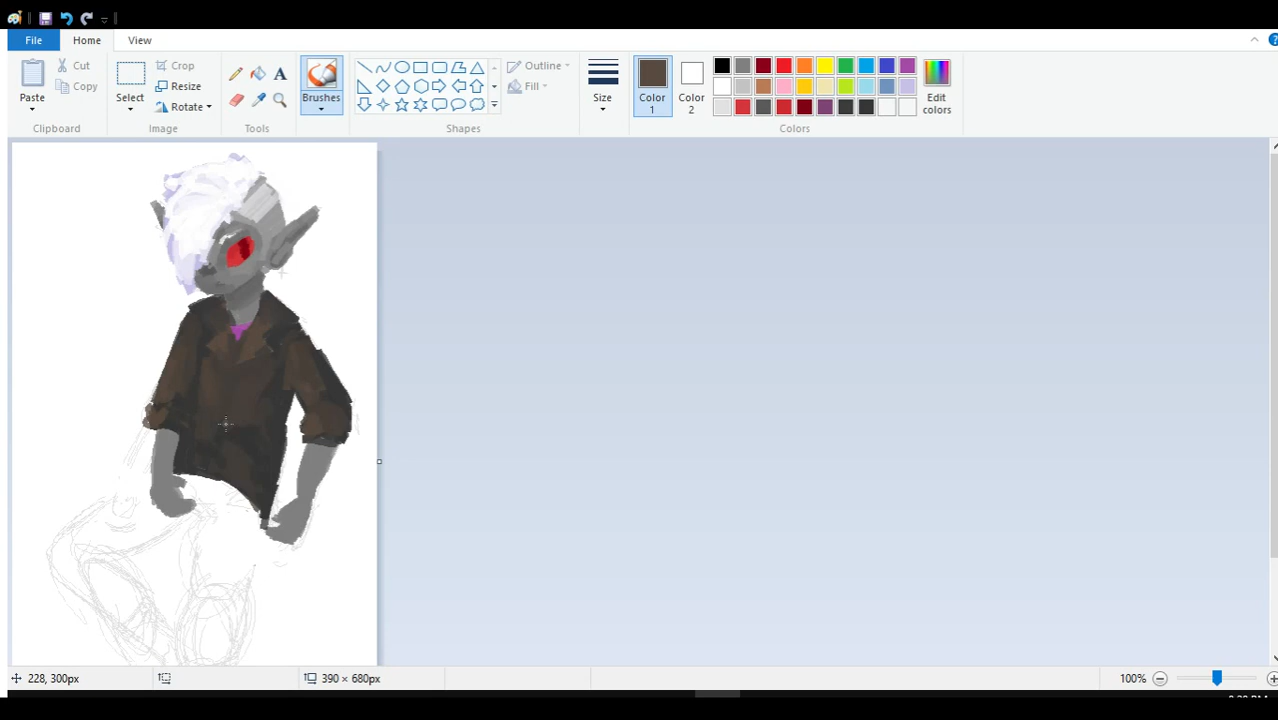 File Home View
Paste
Cut
Copy
Clipboard
Select
Crop
Resize
Rotate
Image
A
Tools
Brushes
Outline
Fill
Shapes
Size
Color 1
Color 2
Edit colors
Colors
228, 300px
390 × 680px
100%